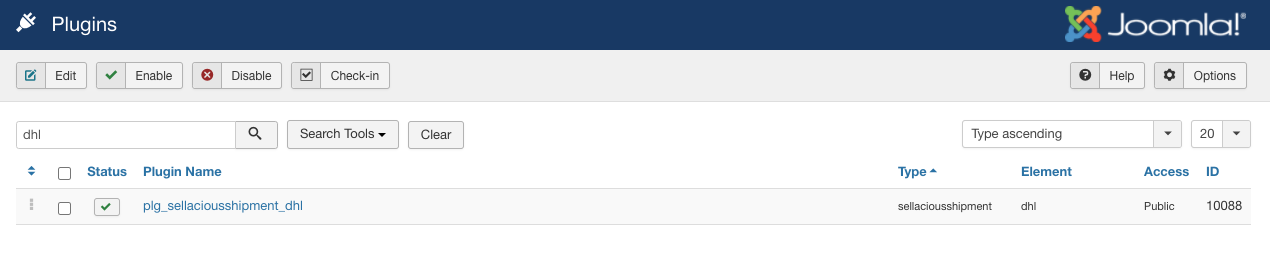 Plugins
Joomla!®
Edit Enable Disable Check-in Help Options
dhl Search Tools Clear Type ascending 20
Status Plugin Name Type Element Access ID
plg_sellaciousshipment_dhl sellaciousshipment dhl Public 10088